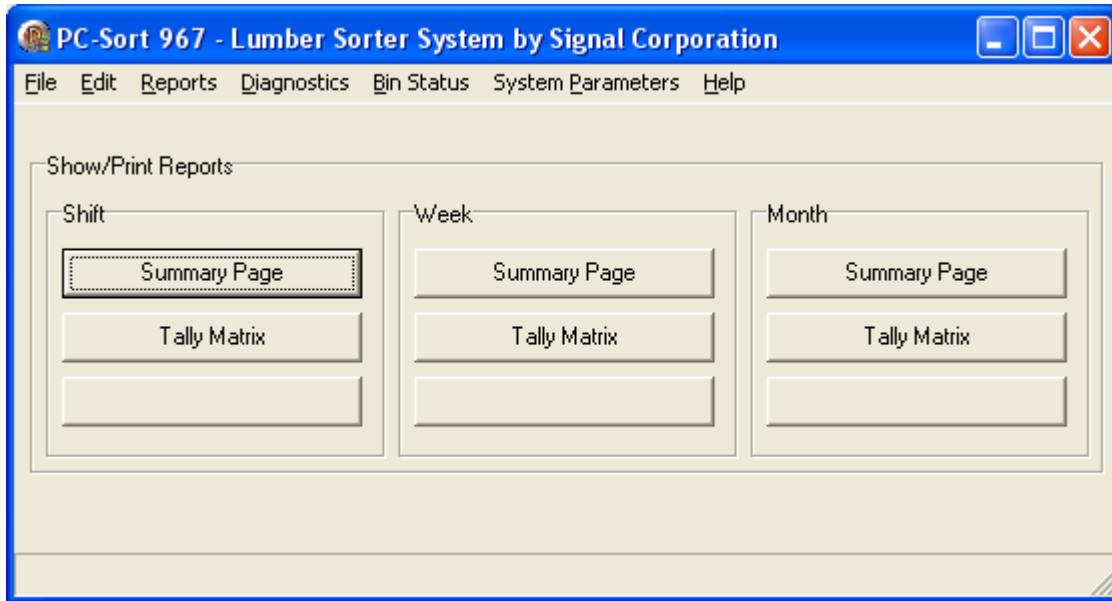 PC-Sort 967 - Lumber Sorter System by Signal Corporation
File Edit Reports Diagnostics Bin Status System Parameters Help
Show/Print Reports
Shift Week Month
Summary Page Summary Page Summary Page
Tally Matrix Tally Matrix Tally Matrix